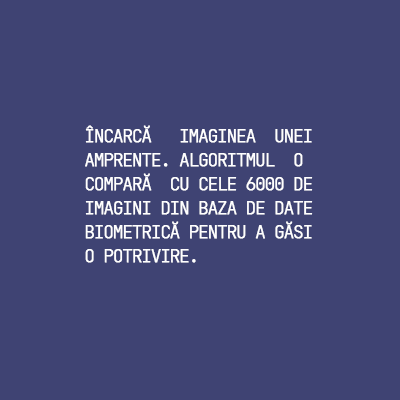 ÎNCARCĂ IMAGINEA UNEI
AMPRENTE. ALGORITMUL O
COMPARĂ CU CELE 6000 DE
IMAGINI DIN BAZA DE DATE
BIOMETRICĂ PENTRU A GĂSI
O POTRIVIRE.